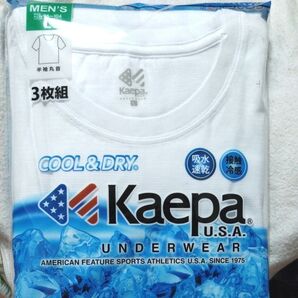 MEN'S
L
半袖丸首
3枚組
Kaepa
COOL & DRY®
吸水
速乾
接触
冷感
Kaepa®
U.S.A.
UNDERWEAR
AMERICAN FEATURE SPORTS ATHLETICS U.S.A. SINCE 1975